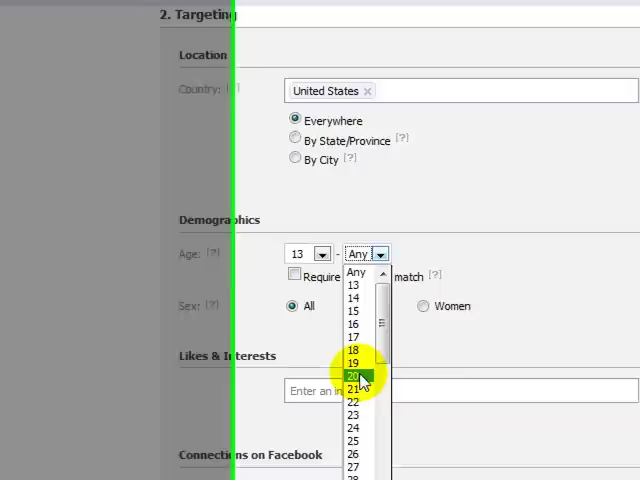 2. Targeting
Location
Country: [?]
United States ×
Everywhere
By State/Province [?]
By City [?]
Demographics
Age: [?]
13 - Any
Any
Require match [?]
13
14
15
Sex: [?]
All
Women
16
17
18
Likes & Interests
19
20
21
Enter an in
22
23
24
25
Connections on Facebook
26
27
28